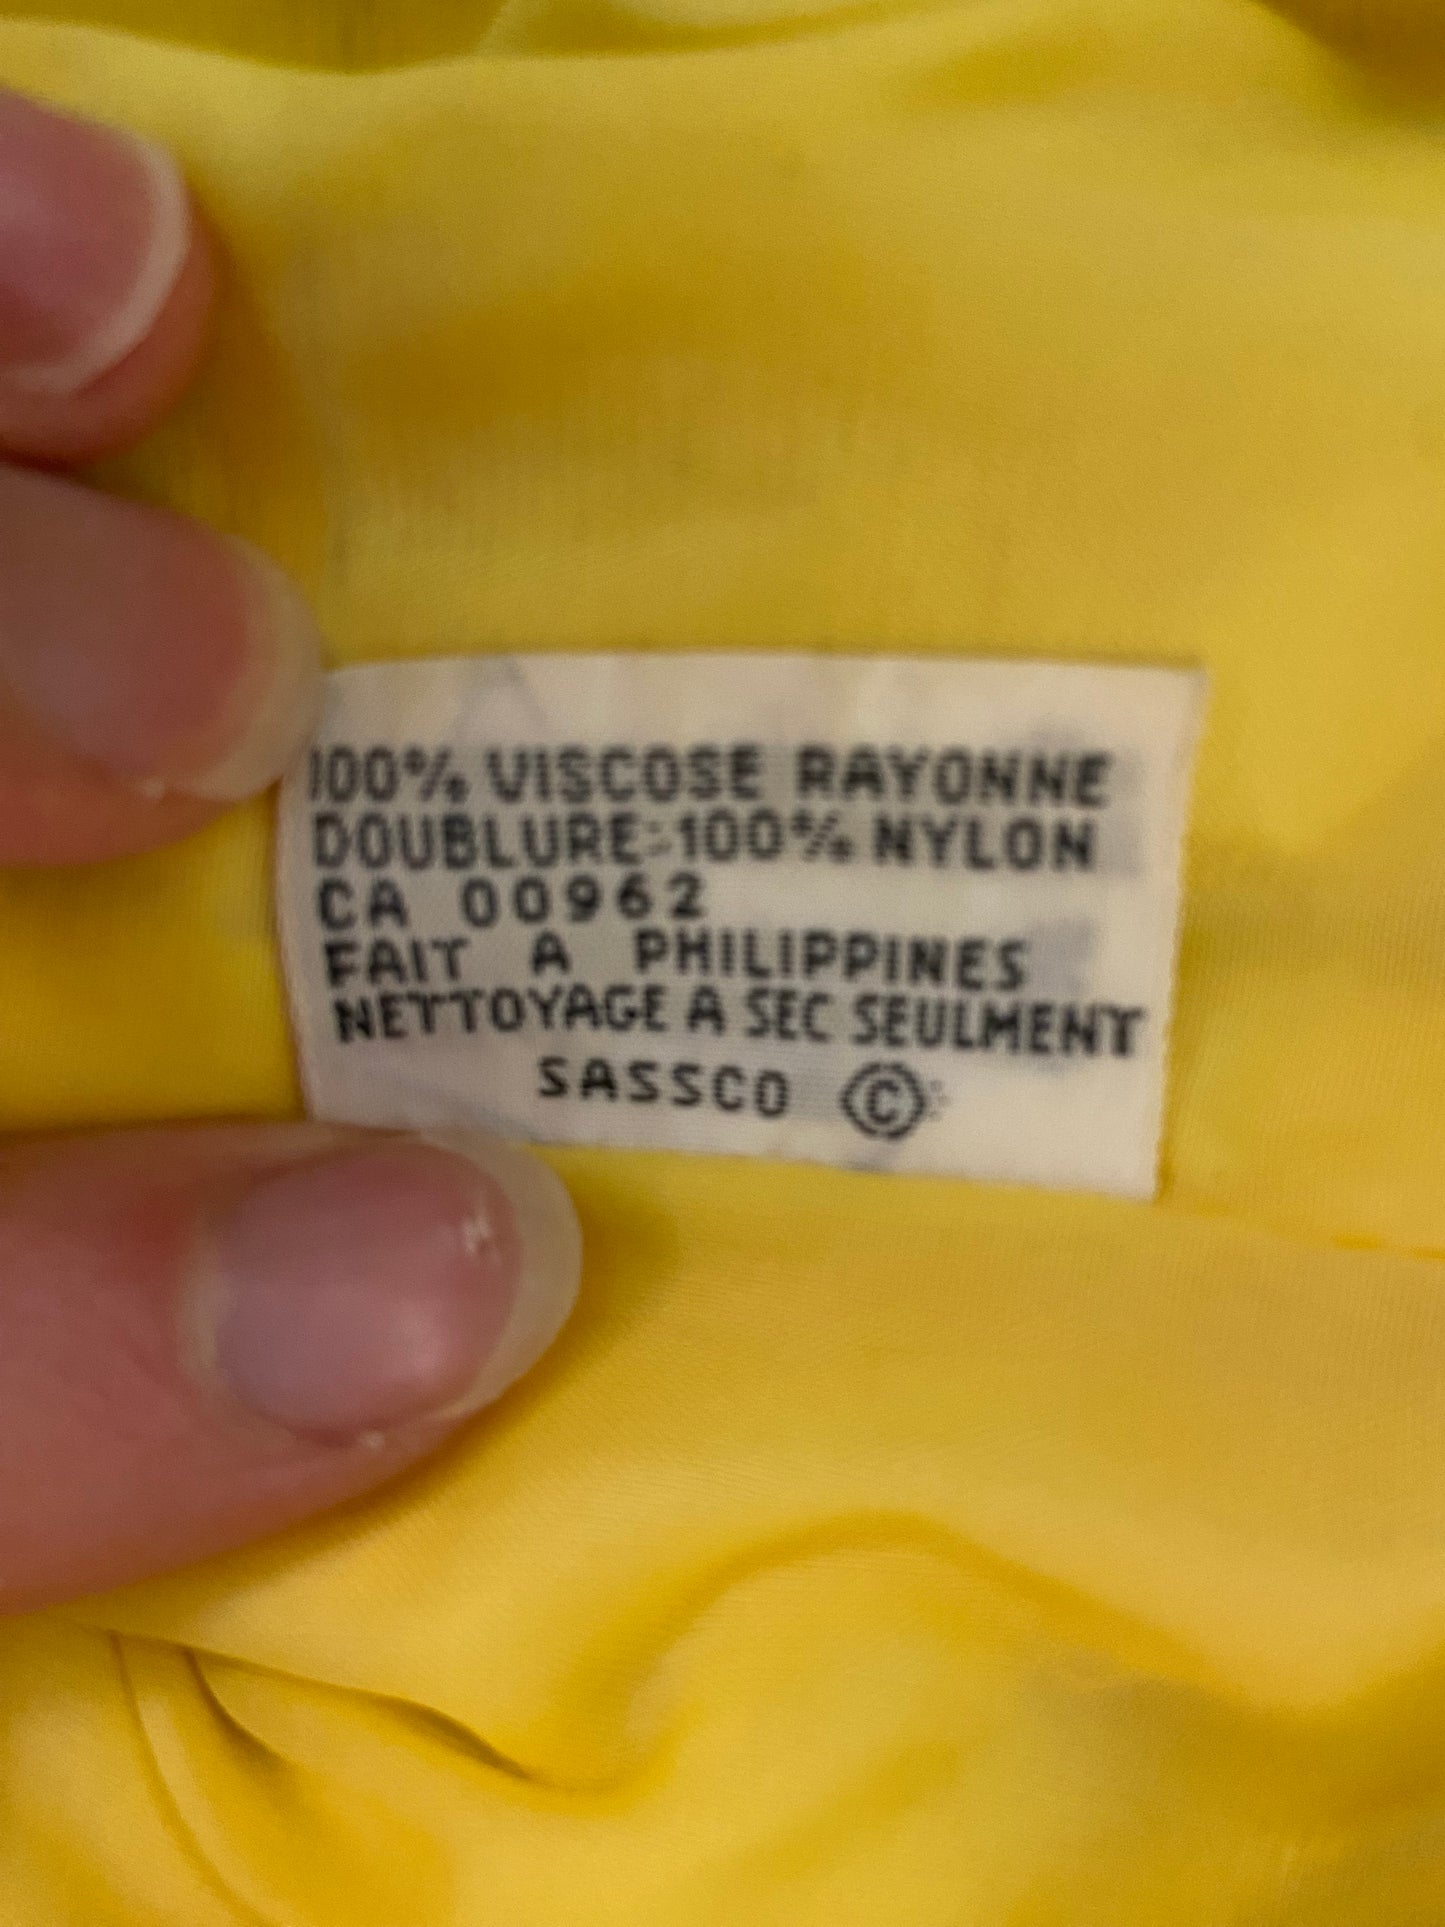 100% VISCOSE RAYONNE
DOUBLURE: 100% NYLON
CA 00962
FAIT A PHILIPPINES
NETTOYAGE A SEC SEULMENT
SASSCO ©